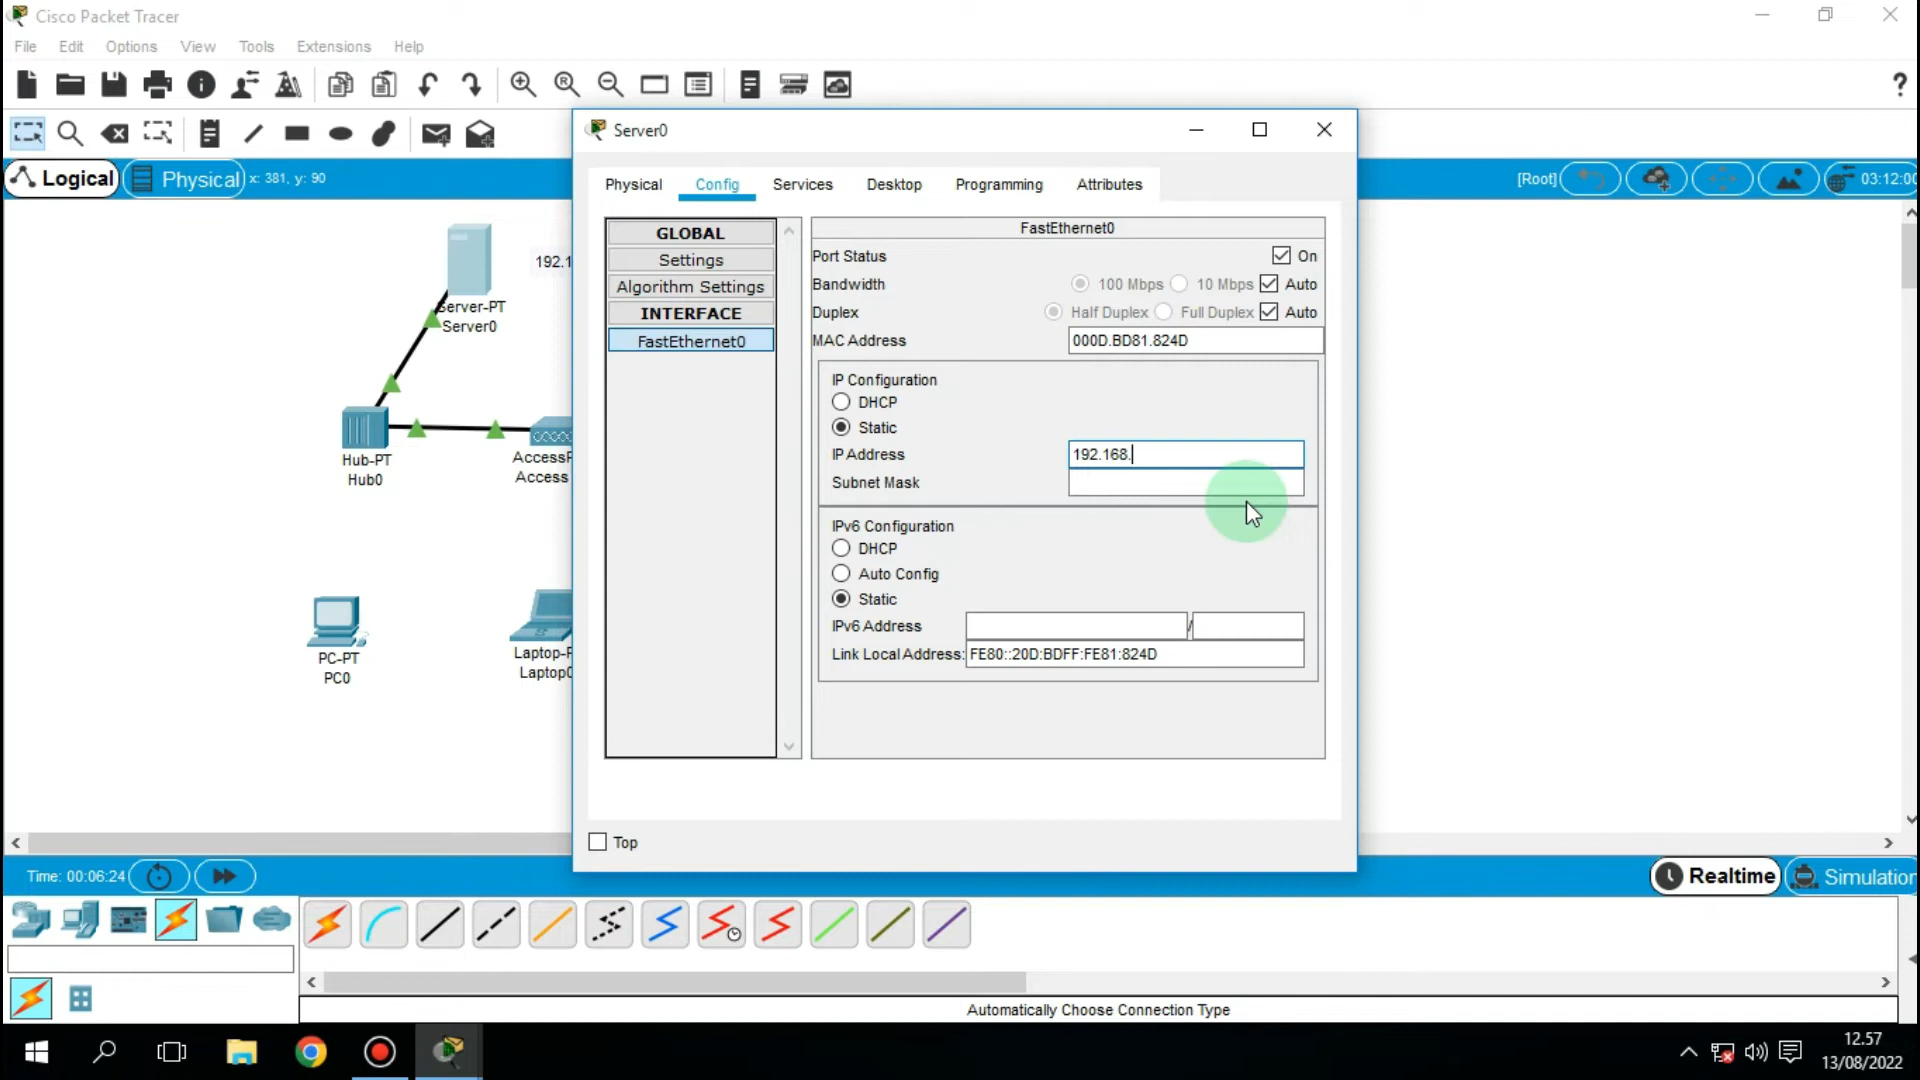 Cisco Packet Tracer
File Edit Options View Tools Extensions Help
?
Logical Physical x: 381, y: 90
[Root] 03:12:00
Server0
Physical Config Services Desktop Programming Attributes
GLOBAL
Settings
Algorithm Settings
INTERFACE
FastEthernet0
FastEthernet0
Port Status On
Bandwidth 100 Mbps 10 Mbps Auto
Duplex Half Duplex Full Duplex Auto
MAC Address 000D.BD81.824D
IP Configuration
DHCP
Static
IP Address 192.168.
Subnet Mask
IPv6 Configuration
DHCP
Auto Config
Static
IPv6 Address /
Link Local Address: FE80::20D:BDFF:FE81:824D
Top
192.1
Server-PT
Server0
Hub-PT
Hub0
AccessP
Access
PC-PT
PC0
Laptop-P
Laptop0
Time: 00:06:24
Realtime Simulation
Automatically Choose Connection Type
12.57
13/08/2022